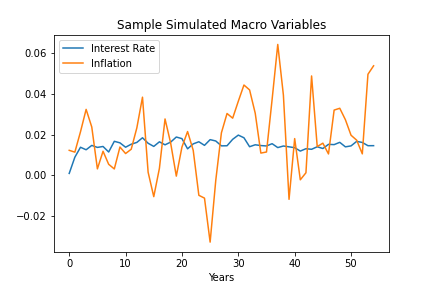 Sample Simulated Macro Variables
Interest Rate
Inflation
0.06
0.04
0.02
0.00
−0.02
0 10 20 30 40 50
Years